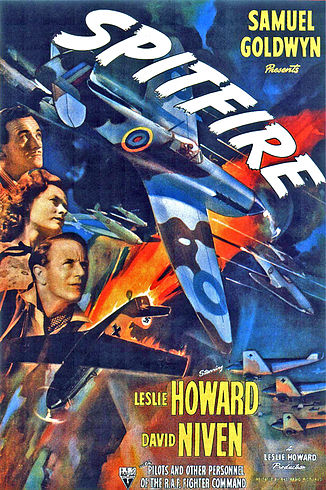 SAMUEL
GOLDWYN
Presents
SPITFIRE
Starring
LESLIE HOWARD
DAVID NIVEN
PILOTS AND OTHER PERSONNEL
OF THE R.A.F. FIGHTER COMMAND
A
LESLIE HOWARD
Production